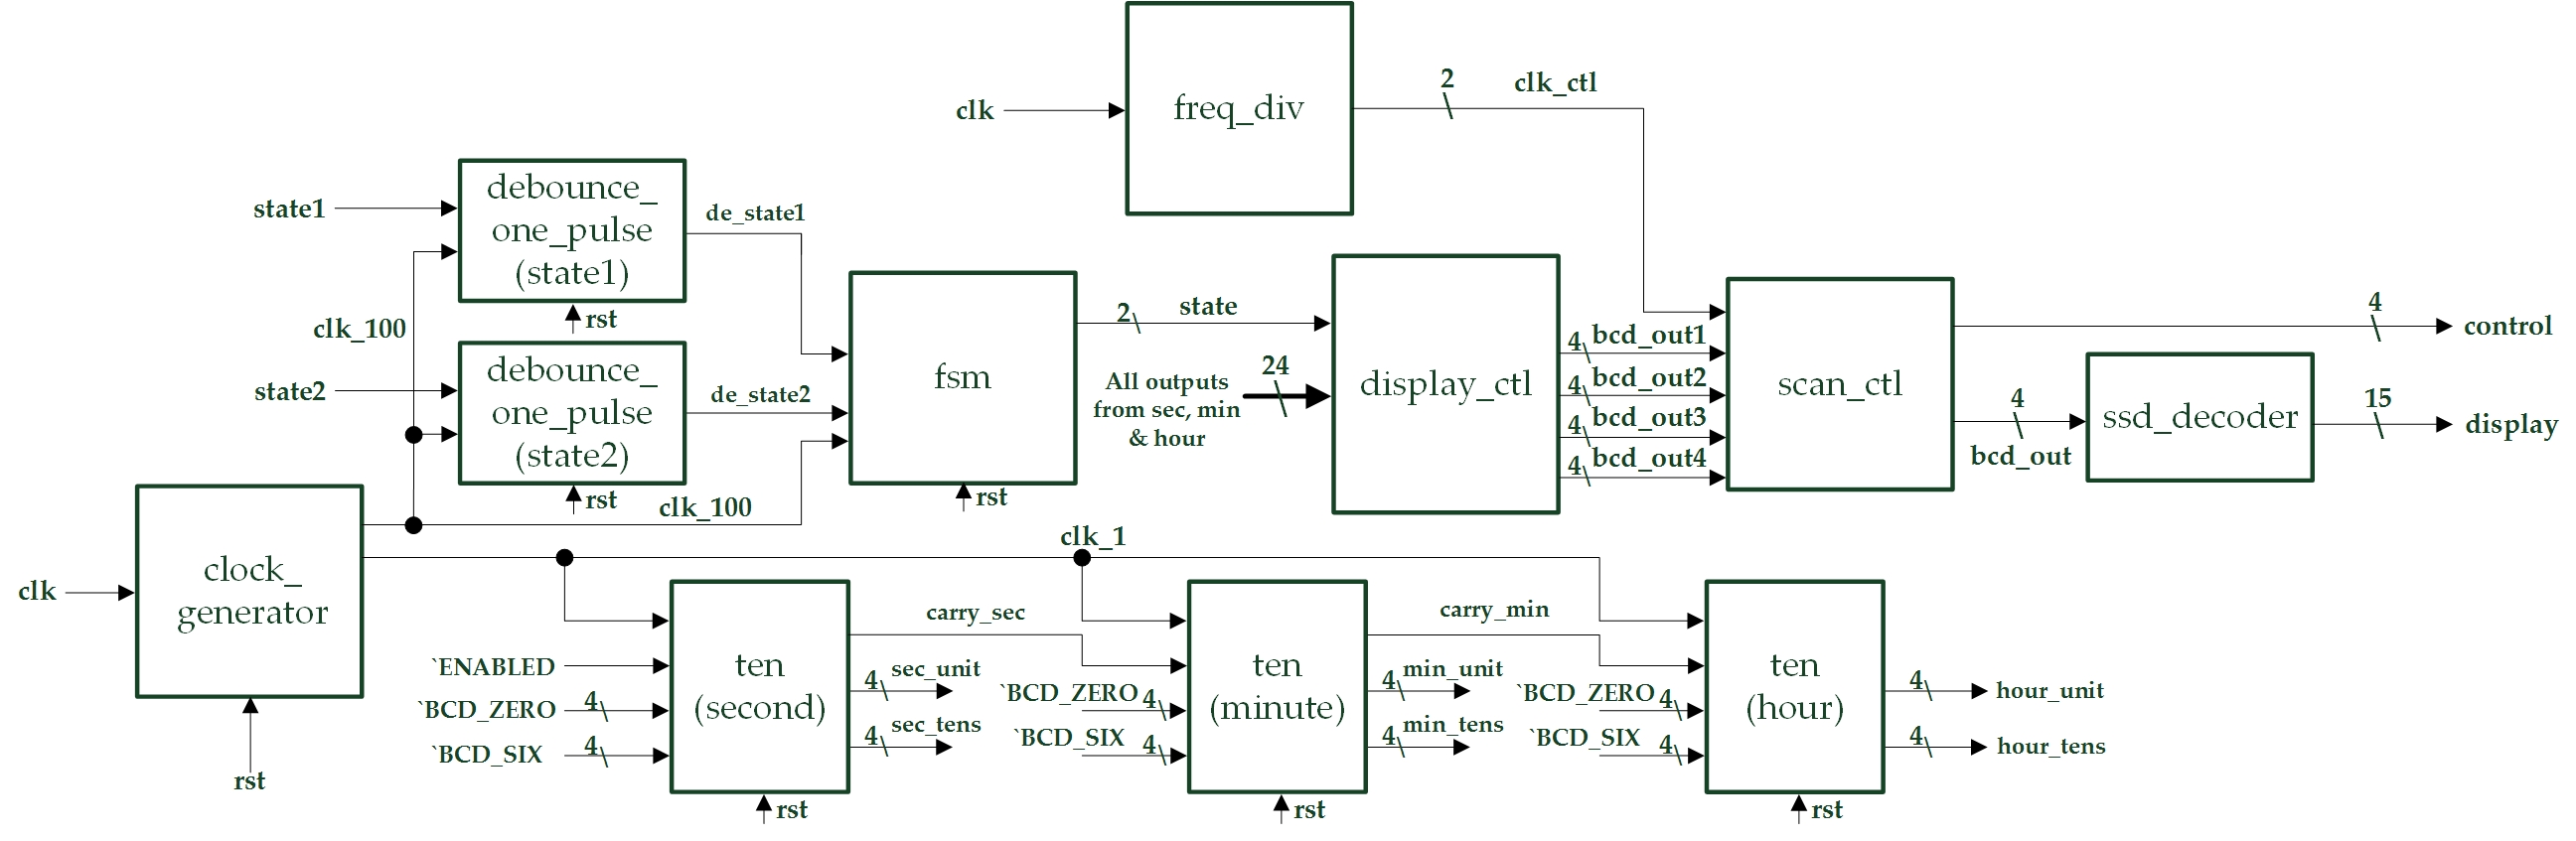 clk
freq_div
2
clk_ctl
state1
debounce_
one_pulse
(state1)
rst
de_state1
clk_100
state2
debounce_
one_pulse
(state2)
rst
de_state2
clk_100
fsm
rst
2
state
All outputs
from sec, min
& hour
24
display_ctl
4
bcd_out1
4
bcd_out2
4
bcd_out3
4
bcd_out4
scan_ctl
4
control
4
bcd_out
ssd_decoder
15
display
clk
clock_
generator
rst
clk_1
`ENABLED
`BCD_ZERO
4
`BCD_SIX
4
ten
(second)
rst
carry_sec
4
sec_unit
4
sec_tens
`BCD_ZERO
4
`BCD_SIX
4
ten
(minute)
rst
carry_min
4
min_unit
4
min_tens
`BCD_ZERO
4
`BCD_SIX
4
ten
(hour)
rst
4
hour_unit
4
hour_tens